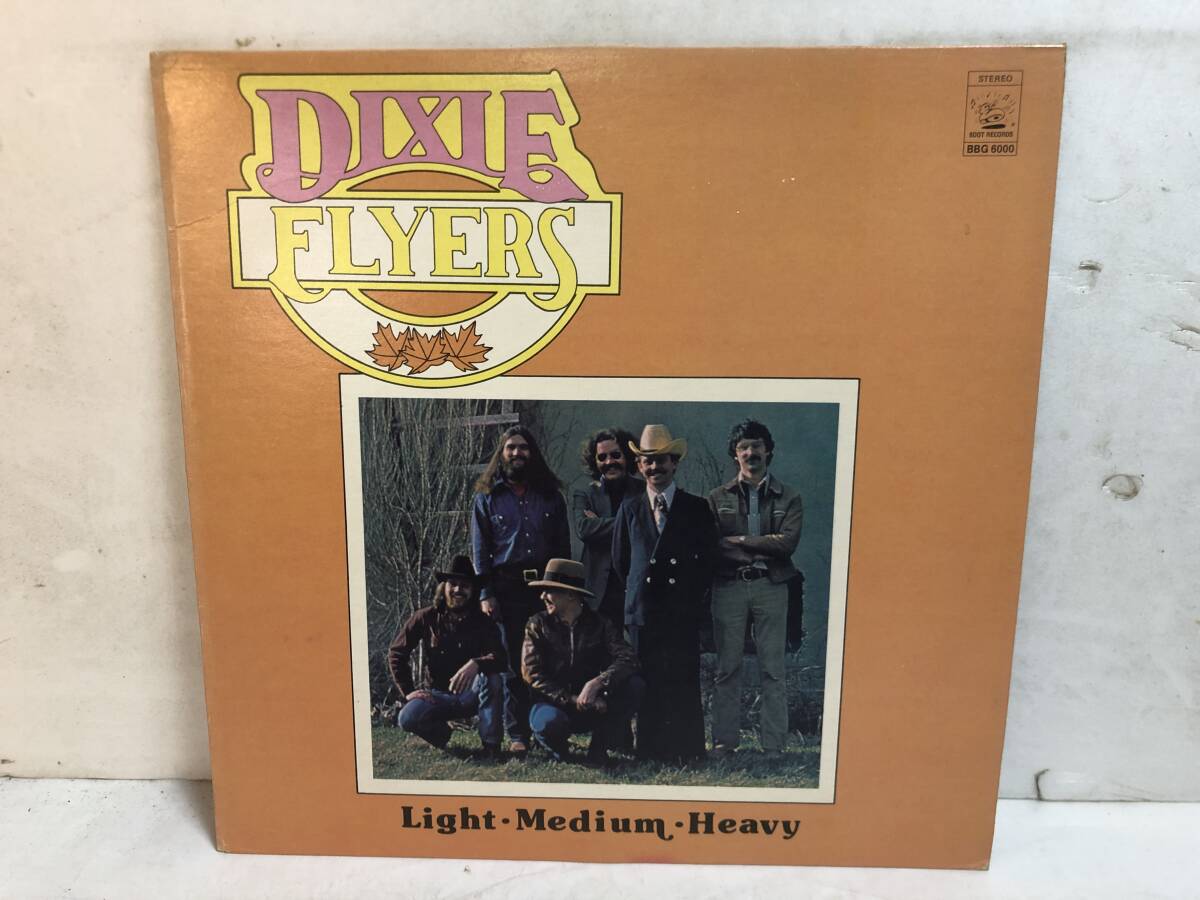 DIXIE
FLYERS
STEREO
BOOT RECORDS
BBG 6000
Light·Medium·Heavy